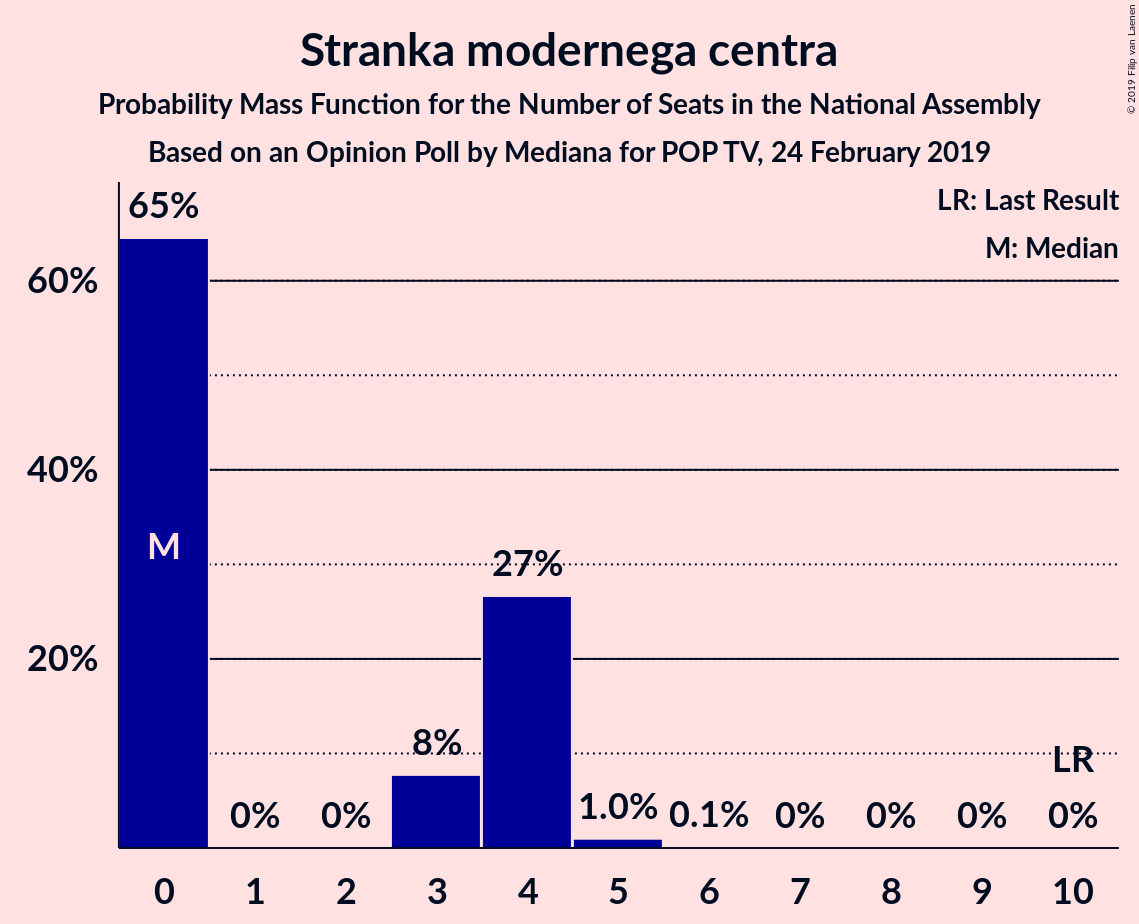 Stranka modernega centra
Probability Mass Function for the Number of Seats in the National Assembly
Based on an Opinion Poll by Mediana for POP TV, 24 February 2019
© 2019 Filip van Laenen
LR: Last Result
M: Median
60%
40%
20%
65%
M
0%
0%
8%
27%
1.0%
0.1%
0%
0%
0%
LR
0%
0 1 2 3 4 5 6 7 8 9 10